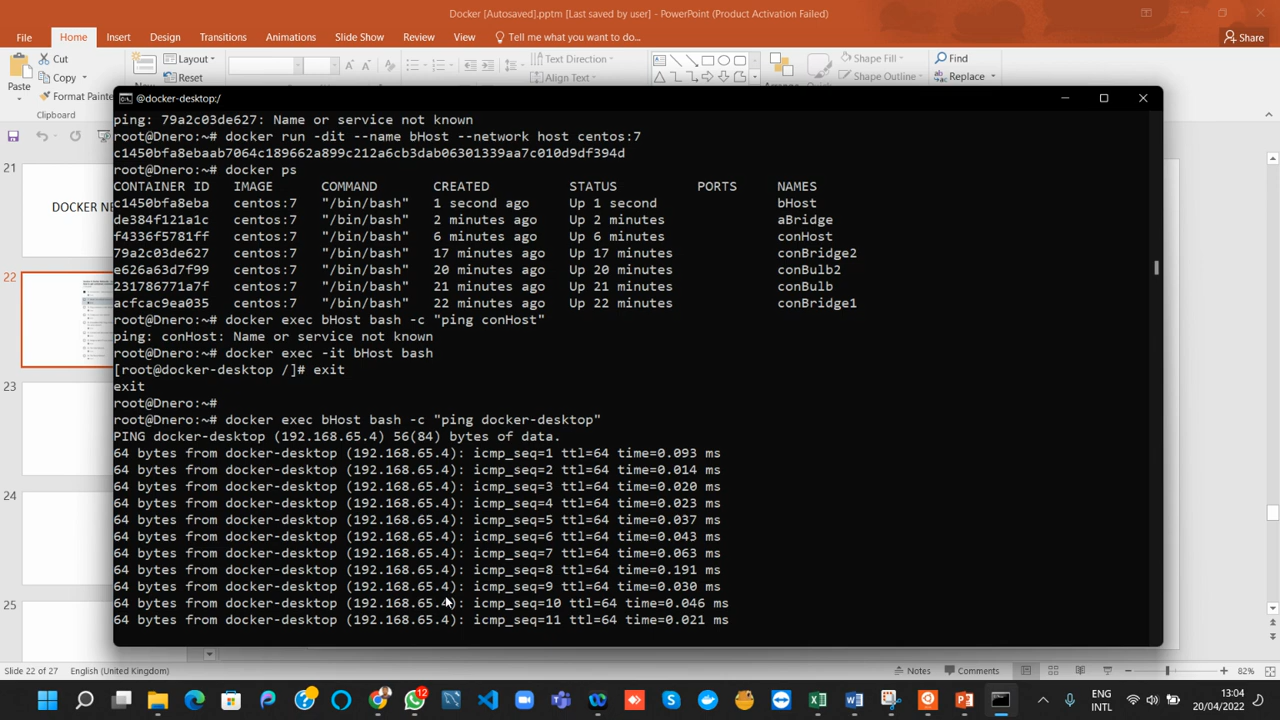 Docker [Autosaved].pptm [Last saved by user] - PowerPoint (Product Activation Failed)
File Home Insert Design Transitions Animations Slide Show Review View Tell me what you want to do... Share
Cut Layout Text Direction Shape Fill Find
Copy Reset Align Text Shape Outline Replace
Paste Format Painte
Clipboard
@docker-desktop:/
ping: 79a2c03de627: Name or service not known
root@Dnero:~# docker run -dit --name bHost --network host centos:7
c1450bfa8ebaab7064c189662a899c212a6cb3dab06301339aa7c010d9df394d
root@Dnero:~# docker ps
CONTAINER ID IMAGE COMMAND CREATED STATUS PORTS NAMES
c1450bfa8eba centos:7 "/bin/bash" 1 second ago Up 1 second bHost
de384f121a1c centos:7 "/bin/bash" 2 minutes ago Up 2 minutes aBridge
f4336f5781ff centos:7 "/bin/bash" 6 minutes ago Up 6 minutes conHost
79a2c03de627 centos:7 "/bin/bash" 17 minutes ago Up 17 minutes conBridge2
e626a63d7f99 centos:7 "/bin/bash" 20 minutes ago Up 20 minutes conBulb2
23178677187f centos:7 "/bin/bash" 21 minutes ago Up 21 minutes conBulb
acfcac9ea035 centos:7 "/bin/bash" 22 minutes ago Up 22 minutes conBridge1
root@Dnero:~# docker exec bHost bash -c "ping conHost"
ping: conHost: Name or service not known
root@Dnero:~# docker exec -it bHost bash
[root@docker-desktop /]# exit
exit
root@Dnero:~#
root@Dnero:~# docker exec bHost bash -c "ping docker-desktop"
PING docker-desktop (192.168.65.4) 56(84) bytes of data.
64 bytes from docker-desktop (192.168.65.4): icmp_seq=1 ttl=64 time=0.093 ms
64 bytes from docker-desktop (192.168.65.4): icmp_seq=2 ttl=64 time=0.014 ms
64 bytes from docker-desktop (192.168.65.4): icmp_seq=3 ttl=64 time=0.020 ms
64 bytes from docker-desktop (192.168.65.4): icmp_seq=4 ttl=64 time=0.023 ms
64 bytes from docker-desktop (192.168.65.4): icmp_seq=5 ttl=64 time=0.037 ms
64 bytes from docker-desktop (192.168.65.4): icmp_seq=6 ttl=64 time=0.043 ms
64 bytes from docker-desktop (192.168.65.4): icmp_seq=7 ttl=64 time=0.063 ms
64 bytes from docker-desktop (192.168.65.4): icmp_seq=8 ttl=64 time=0.191 ms
64 bytes from docker-desktop (192.168.65.4): icmp_seq=9 ttl=64 time=0.030 ms
64 bytes from docker-desktop (192.168.65.4): icmp_seq=10 ttl=64 time=0.046 ms
64 bytes from docker-desktop (192.168.65.4): icmp_seq=11 ttl=64 time=0.021 ms
21
DOCKER NE
22
23
24
25
Slide 22 of 27 English (United Kingdom) Notes Comments 82%
12
ENG 13:04
INTL 20/04/2022